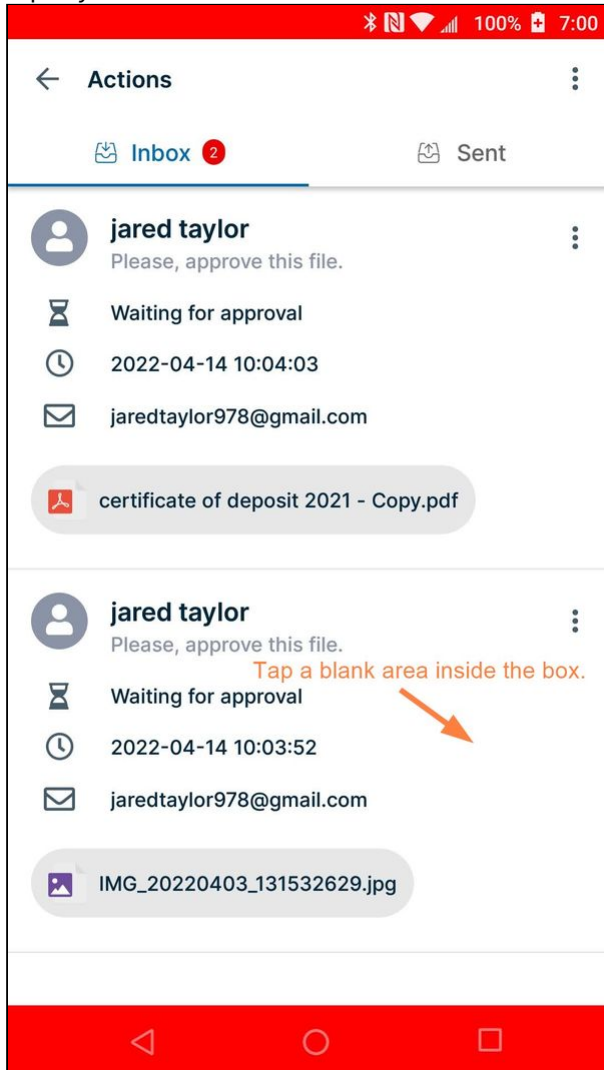 100% 7:00
Actions
Inbox 2 Sent
jared taylor
Please, approve this file.
Waiting for approval
2022-04-14 10:04:03
jaredtaylor978@gmail.com
certificate of deposit 2021 - Copy.pdf
jared taylor
Please, approve this file.
Tap a blank area inside the box.
Waiting for approval
2022-04-14 10:03:52
jaredtaylor978@gmail.com
IMG_20220403_131532629.jpg